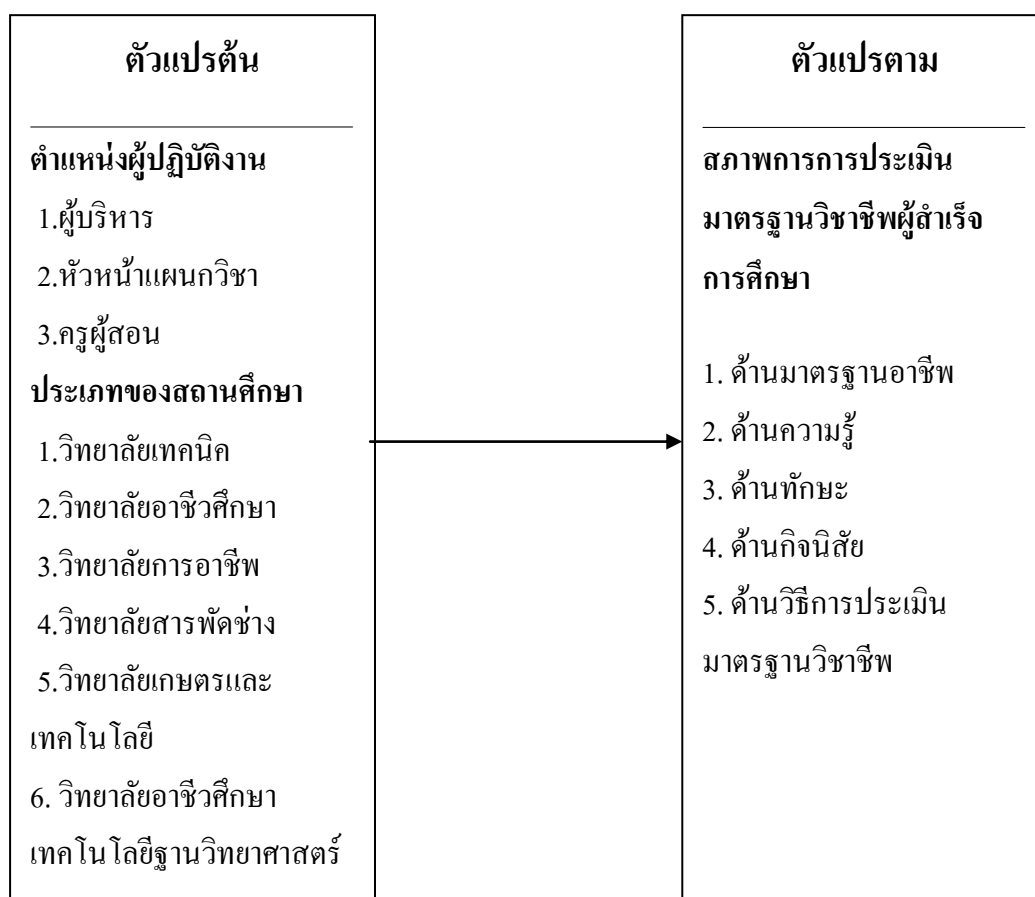 ตัวแปรต้น
ตำแหน่งผู้ปฏิบัติงาน
1.ผู้บริหาร
2.หัวหน้าแผนกวิชา
3.ครูผู้สอน
ประเภทของสถานศึกษา
1.วิทยาลัยเทคนิค
2.วิทยาลัยอาชีวศึกษา
3.วิทยาลัยการอาชีพ
4.วิทยาลัยสารพัดช่าง
5.วิทยาลัยเกษตรและ
เทคโนโลยี
6. วิทยาลัยอาชีวศึกษา
เทคโนโลยีฐานวิทยาศาสตร์
ตัวแปรตาม
สภาพการการประเมิน
มาตรฐานวิชาชีพผู้สำเร็จ
การศึกษา
1. ด้านมาตรฐานอาชีพ
2. ด้านความรู้
3. ด้านทักษะ
4. ด้านกิจนิสัย
5. ด้านวิธีการประเมิน
มาตรฐานวิชาชีพ